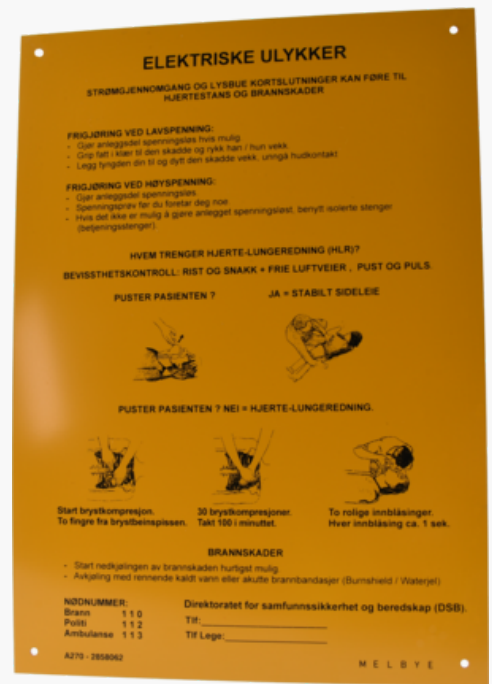 ELEKTRISKE ULYKKER
STRØMGJENNOMGANG OG LYSBUE KORTSLUTNINGER KAN FØRE TIL
HJERTESTANS OG BRANNSKADER
FRIGJØRING VED LAVSPENNING:
- Gjør anleggsdel spenningsløs hvis mulig
- Grip fatt i klær til den skadde og rykk han / hun vekk
- Legg tyngden din til og dytt den skadde vekk, unngå hudkontakt
FRIGJØRING VED HØYSPENNING:
- Gjør anleggsdel spenningsløs
- Spenningsprøv før du foretar deg noe
- Hvis det ikke er mulig å gjøre anlegget spenningsløst, benytt isolerte stenger
(betjeningsstenger).
HVEM TRENGER HJERTE-LUNGEREDNING (HLR)?
BEVISSTHETSKONTROLL: RIST OG SNAKK + FRIE LUFTVEIER , PUST OG PULS.
PUSTER PASIENTEN ? JA = STABILT SIDELEIE
PUSTER PASIENTEN ? NEI = HJERTE-LUNGEREDNING.
Start brystkompresjon.
To fingre fra brystbeinspissen.
30 brystkompresjoner.
Takt 100 i minuttet.
To rolige innblåsinger.
Hver innblåsing ca. 1 sek.
BRANNSKADER
- Start nedkjølingen av brannskaden hurtigst mulig
- Avkjøling med rennende kaldt vann eller akutte brannbandasjer (Burnshield / Waterjel)
NØDNUMMER:
Brann 1 1 0
Politi 1 1 2
Ambulanse 1 1 3
Direktoratet for samfunnssikkerhet og beredskap (DSB).
Tlf:
Tlf Lege:
A270 - 2858062
MELBYE